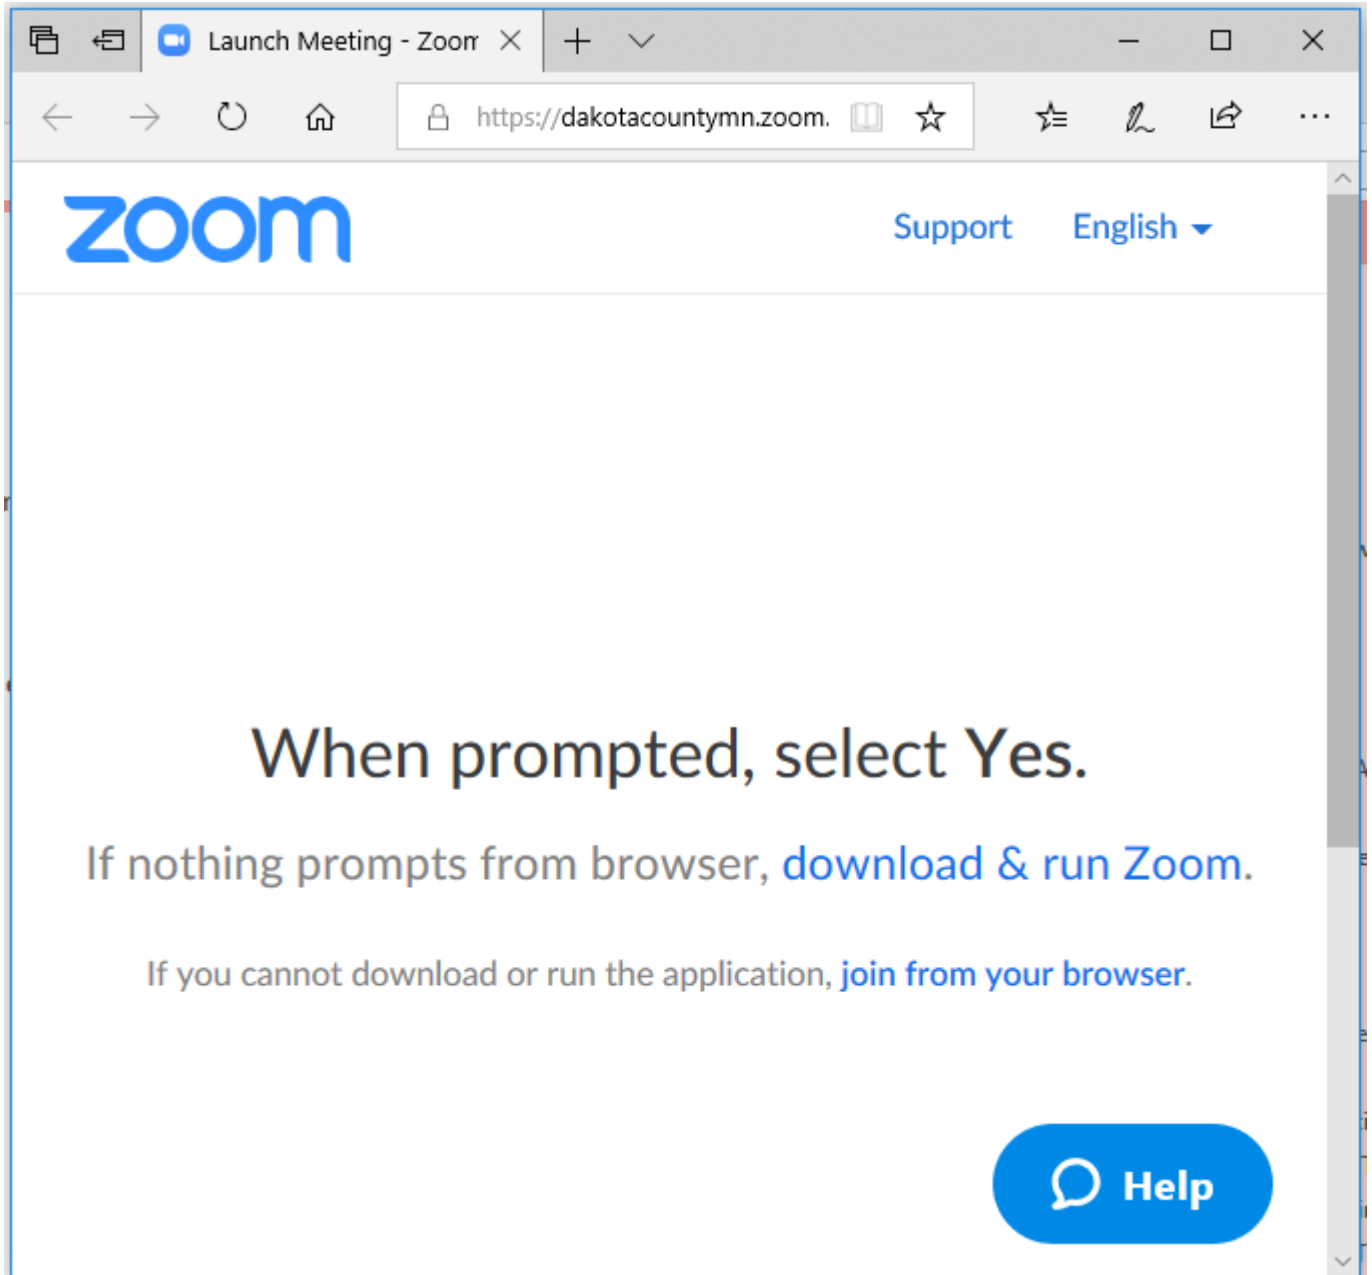 Launch Meeting - Zoom
https://dakotacountymn.zoom.
zoom
Support English
When prompted, select Yes.
If nothing prompts from browser, download & run Zoom.
If you cannot download or run the application, join from your browser.
Help